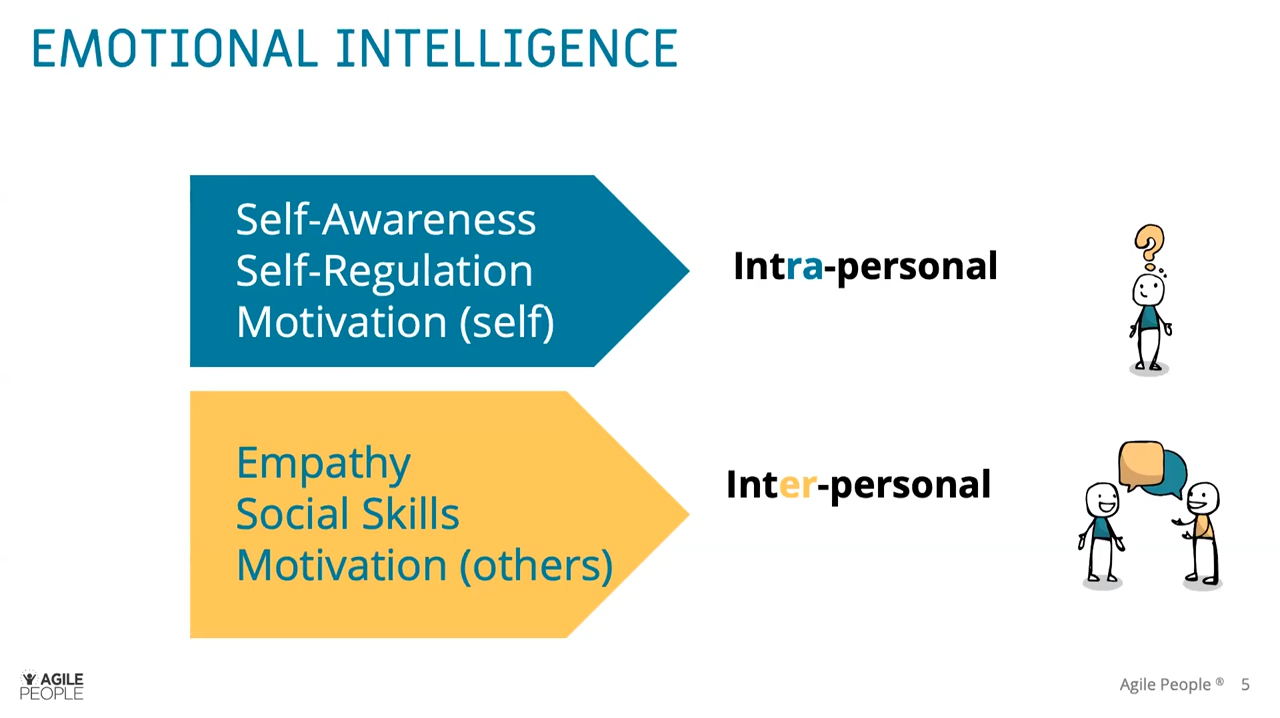 EMOTIONAL INTELLIGENCE
Self-Awareness
Self-Regulation
Motivation (self)
Intra-personal
?
Empathy
Social Skills
Motivation (others)
Inter-personal
AGILE
PEOPLE
Agile People ® 5